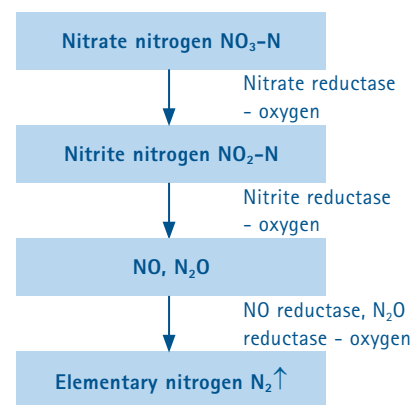 Nitrate nitrogen NO₃-N
Nitrate reductase
- oxygen
Nitrite nitrogen NO₂-N
Nitrite reductase
- oxygen
NO, N₂O
NO reductase, N₂O
reductase - oxygen
Elementary nitrogen N₂↑